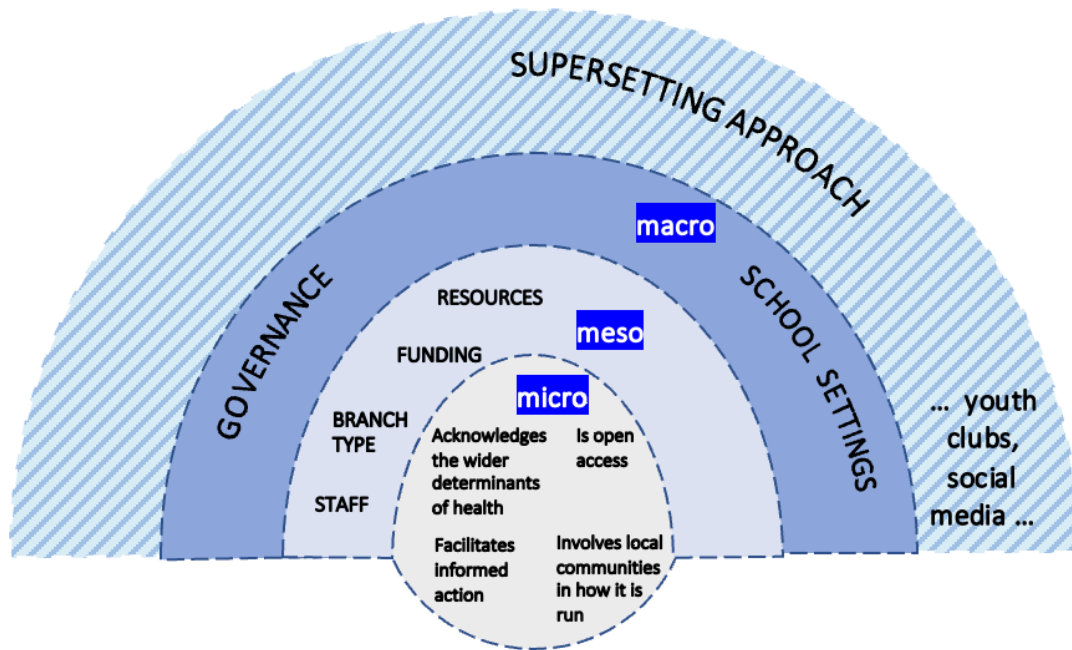 SUPERSETTING APPROACH
macro
GOVERNANCE
SCHOOL SETTINGS
RESOURCES
meso
FUNDING
BRANCH
TYPE
STAFF
micro
Acknowledges
the wider
determinants
of health
Is open
access
Facilitates
informed
action
Involves local
communities
in how it is
run
... youth
clubs,
social
media ...